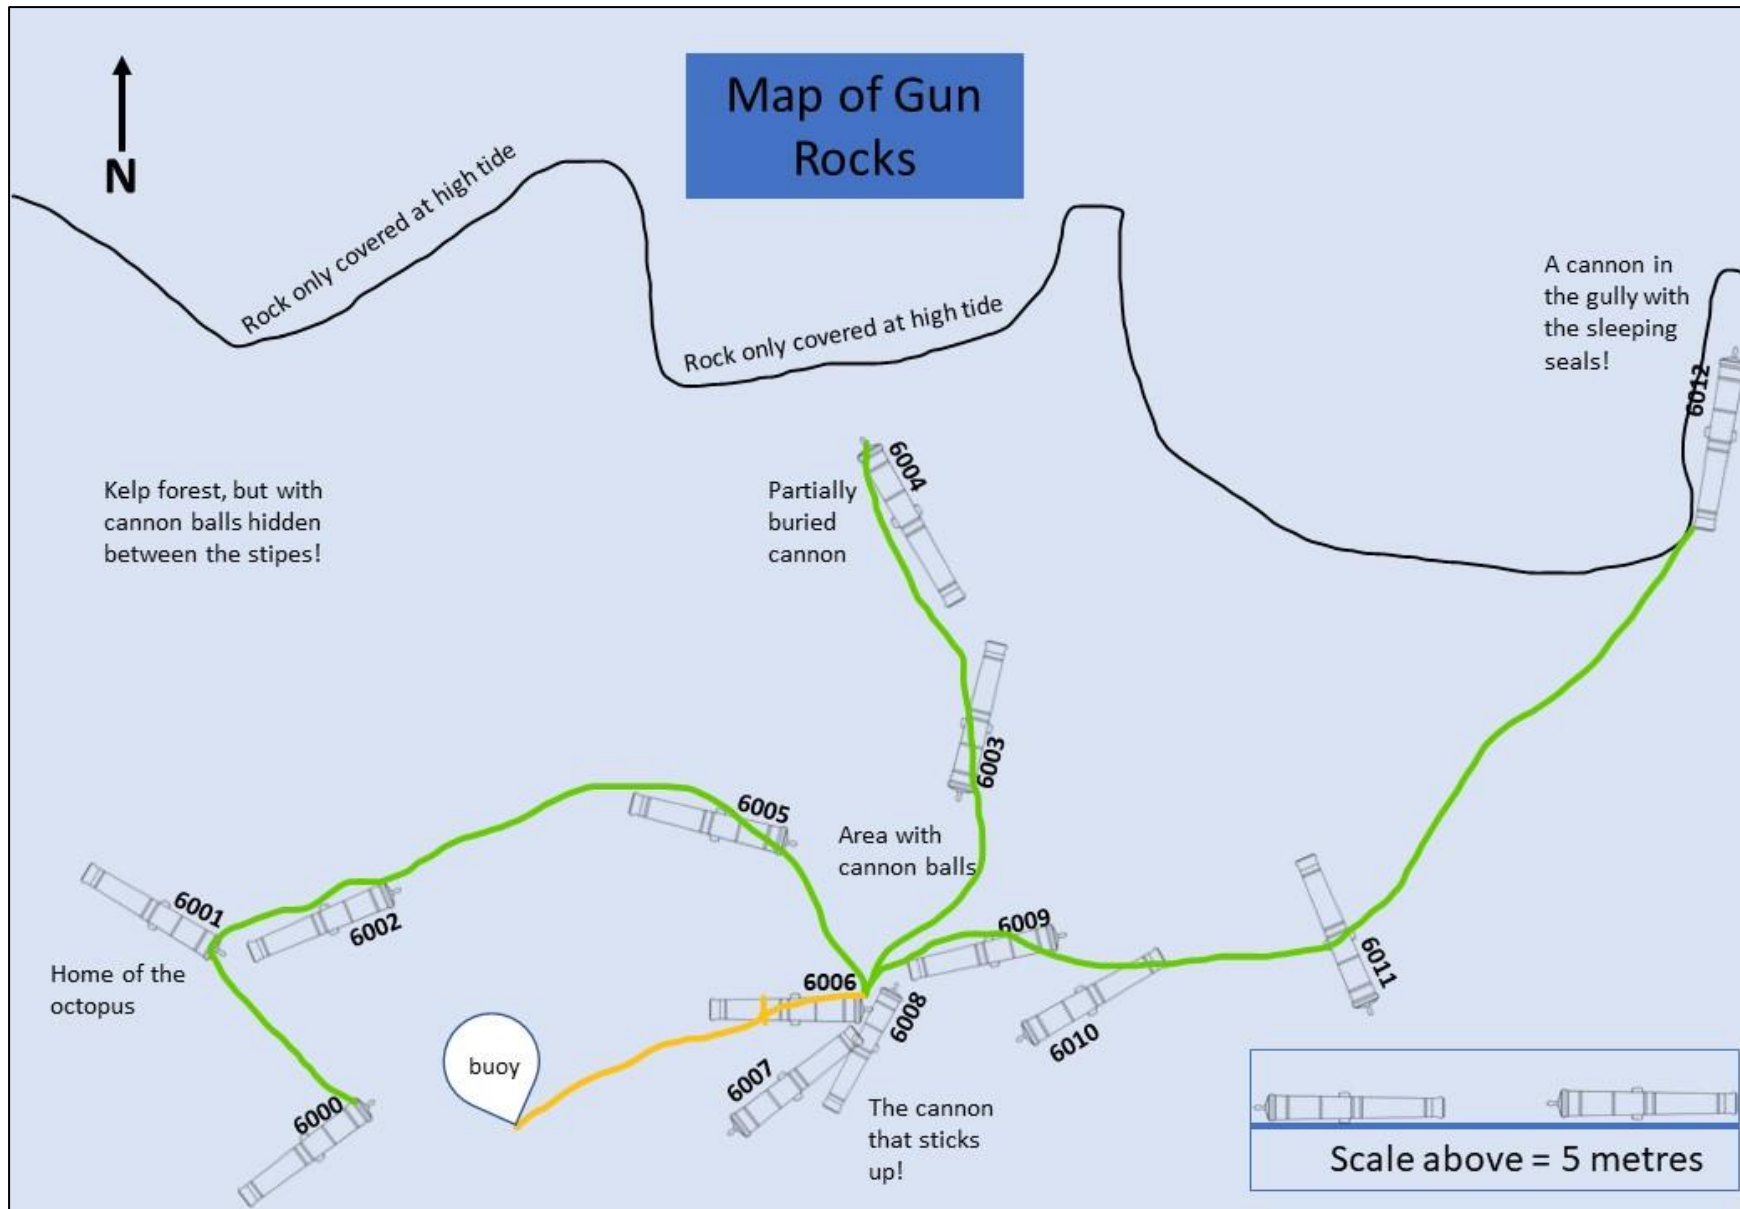 Map of Gun
Rocks
N
Rock only covered at high tide
Rock only covered at high tide
A cannon in
the gully with
the sleeping
seals!
6012
6004
Kelp forest, but with
cannon balls hidden
between the stipes!
Partially
buried
cannon
6003
6005
Area with
cannon balls
6001
6002
6009
6011
Home of the
octopus
6006
6008
6010
buoy
6007
6000
The cannon
that sticks
up!
Scale above = 5 metres